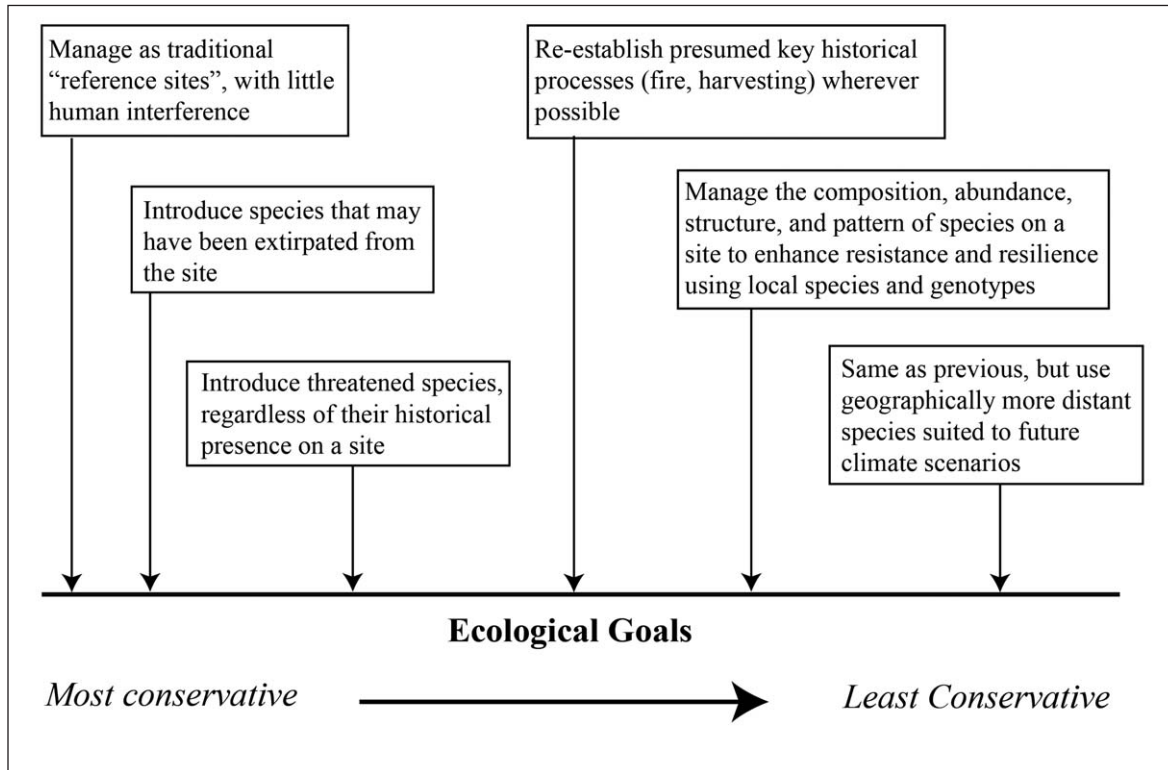 Manage as traditional
“reference sites”, with little
human interference
Re-establish presumed key historical
processes (fire, harvesting) wherever
possible
Introduce species that may
have been extirpated from
the site
Manage the composition, abundance,
structure, and pattern of species on a
site to enhance resistance and resilience
using local species and genotypes
Introduce threatened species,
regardless of their historical
presence on a site
Same as previous, but use
geographically more distant
species suited to future
climate scenarios
Ecological Goals
Most conservative
Least Conservative